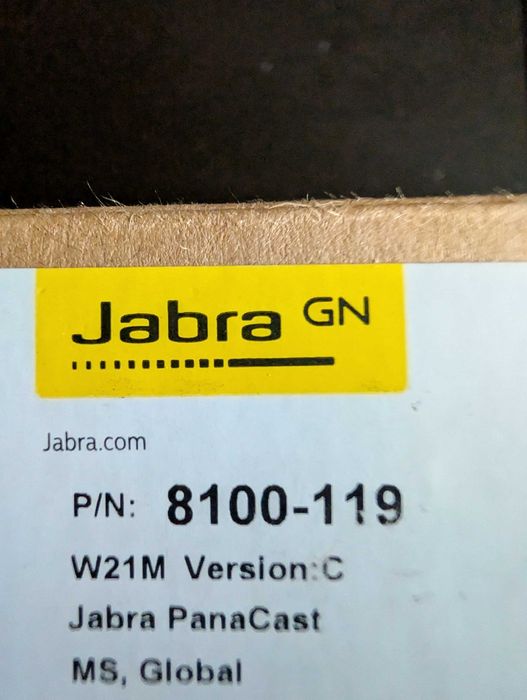 Jabra GN
Jabra.com
P/N: 8100-119
W21M Version:C
Jabra PanaCast
MS, Global